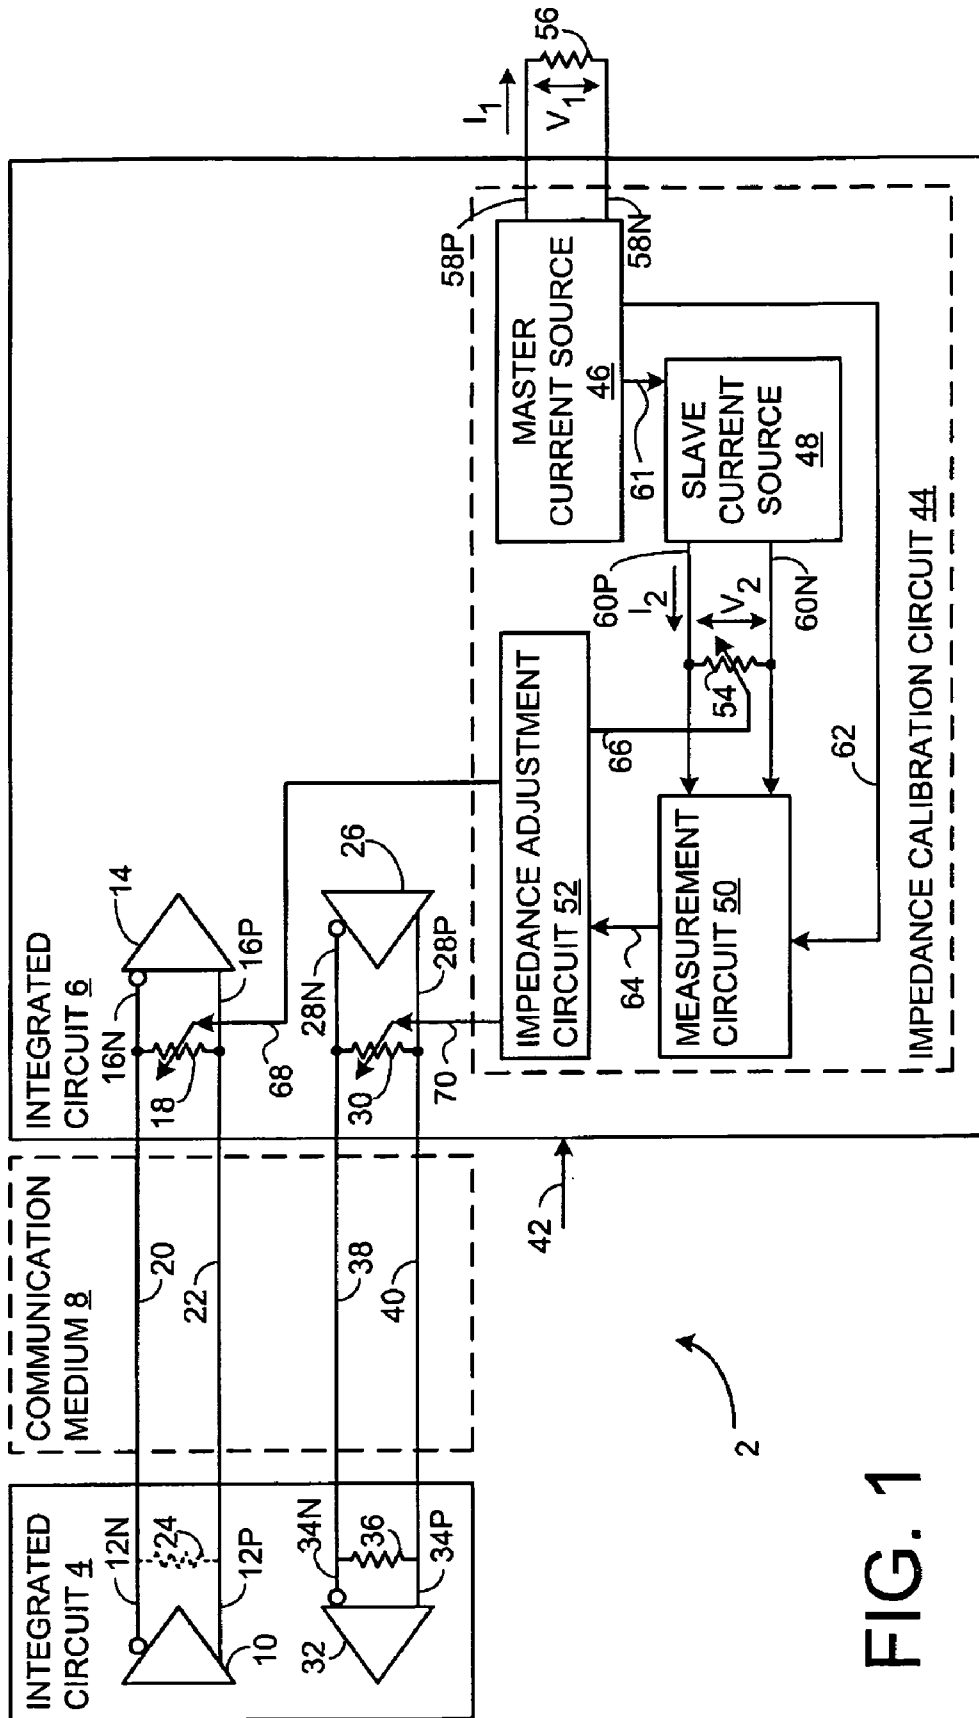 INTEGRATED
CIRCUIT 4
12N
24
12P
10
34N
36
34P
32
COMMUNICATION
MEDIUM 8
20
22
38
40
INTEGRATED
CIRCUIT 6
16N
14
18
16P
68
28N
26
30
28P
70
42
IMPEDANCE ADJUSTMENT
CIRCUIT 52
66
64
MEASUREMENT
CIRCUIT 50
62
MASTER
CURRENT SOURCE
46
58P
58N
I1
V1
56
61
SLAVE
CURRENT
SOURCE
48
60P
I2
V2
54
60N
IMPEDANCE CALIBRATION CIRCUIT 44
2
FIG. 1